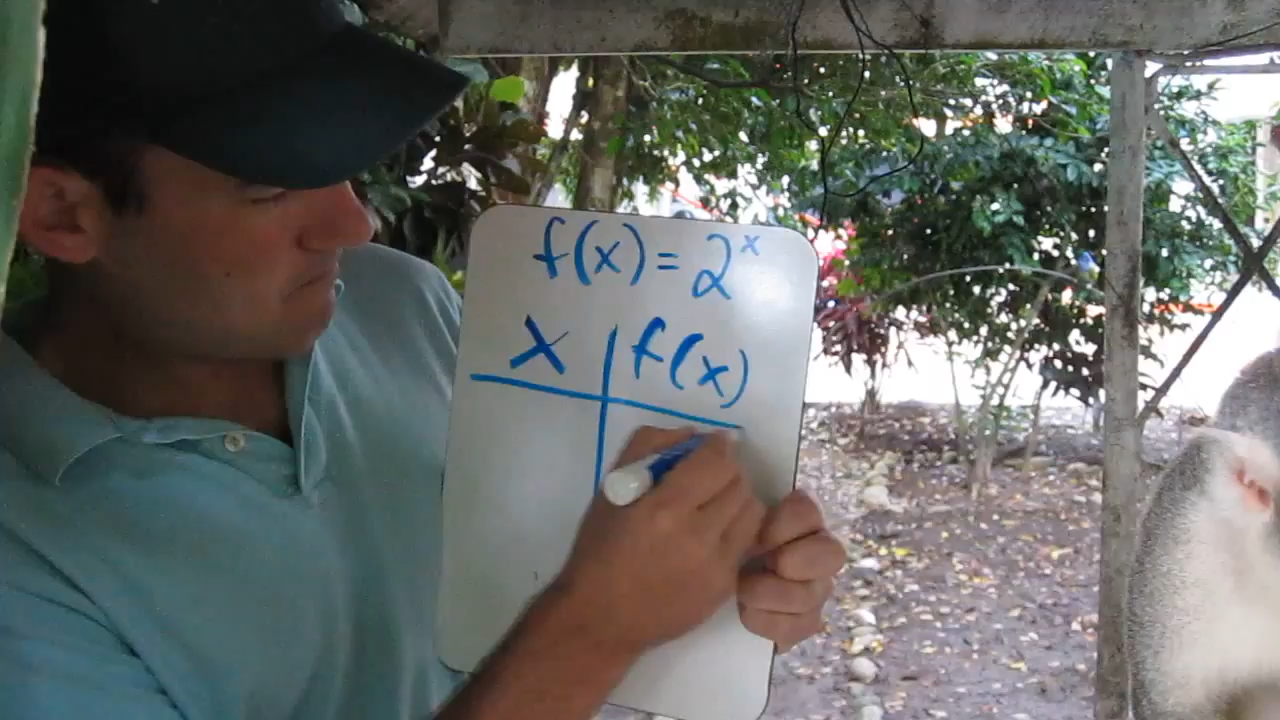 f(x) = 2^x
x f(x)